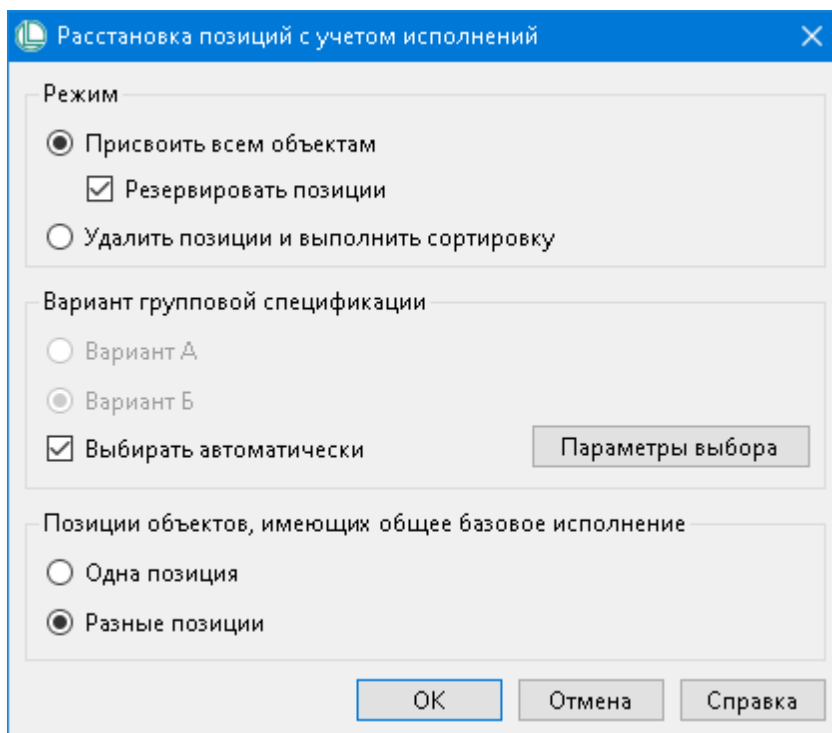 Расстановка позиций с учетом исполнений
Режим
Присвоить всем объектам
Резервировать позиции
Удалить позиции и выполнить сортировку
Вариант групповой спецификации
Вариант А
Вариант Б
Выбирать автоматически
Параметры выбора
Позиции объектов, имеющих общее базовое исполнение
Одна позиция
Разные позиции
ОК
Отмена
Справка